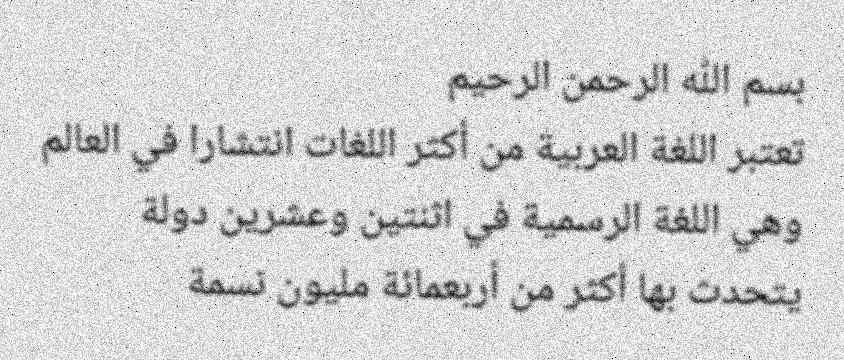 بسم الله الرحمن الرحيم
تعتبر اللغة العربية من أكثر اللغات انتشارا في العالم
وهي اللغة الرسمية في اثنتين وعشرين دولة
يتحدث بها أكثر من أربعمائة مليون نسمة